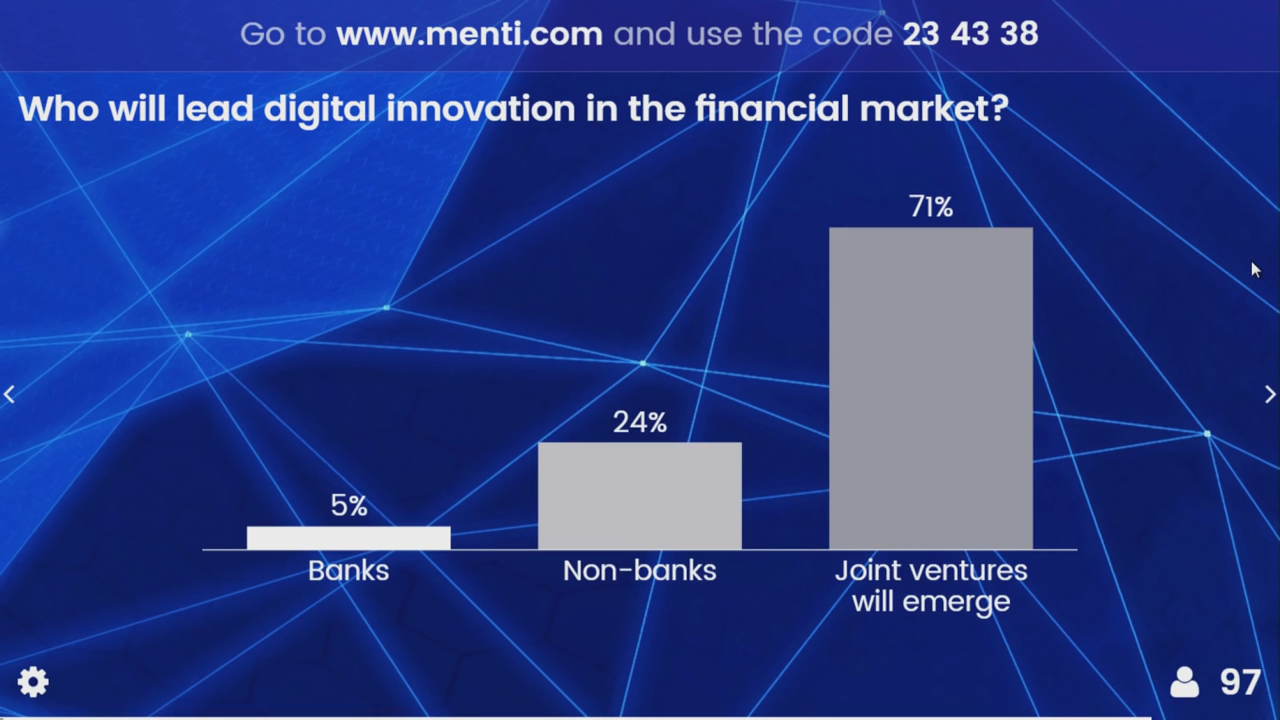 Go to www.menti.com and use the code 23 43 38
Who will lead digital innovation in the financial market?
71%
24%
5%
Banks
Non-banks
Joint ventures
will emerge
97